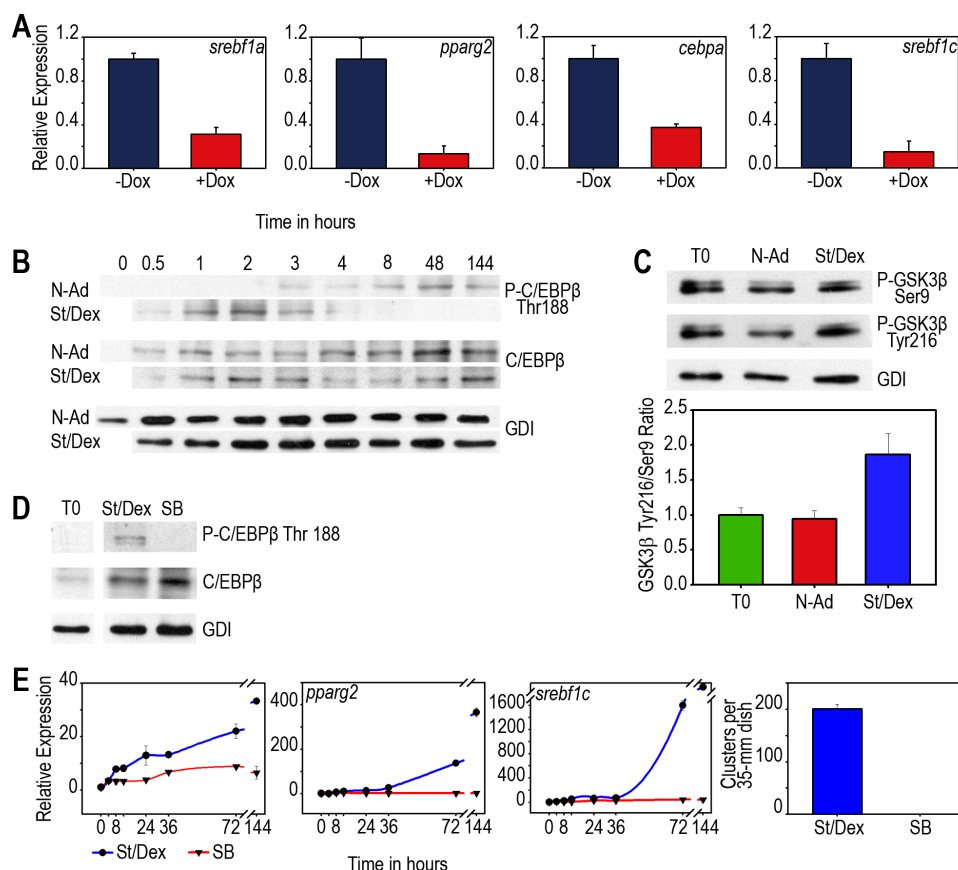 A
srebf1a
pparg2
cebpa
srebf1c
Relative Expression
1.2 1.2 1.2 1.2
0.8 0.8 0.8 0.8
0.4 0.4 0.4 0.4
0.0 0.0 0.0 0.0
-Dox +Dox -Dox +Dox -Dox +Dox -Dox +Dox
Time in hours
B
0 0.5 1 2 3 4 8 48 144
N-Ad
St/Dex
P-C/EBPβ
Thr188
N-Ad
St/Dex
C/EBPβ
N-Ad
St/Dex
GDI
C
T0 N-Ad St/Dex
P-GSK3β
Ser9
P-GSK3β
Tyr216
GDI
GSK3β Tyr216/Ser9 Ratio
2.5
2.0
1.5
1.0
0.5
0.0
T0 N-Ad St/Dex
D
T0 St/Dex SB
P-C/EBPβ Thr 188
C/EBPβ
GDI
E
Relative Expression
40
20
0
0 8 24 36 72 144
pparg2
400
200
0
0 8 24 36 72 144
srebf1c
1600
1200
800
400
0
0 8 24 36 72 144
Clusters per
35-mm dish
200
100
0
St/Dex SB
St/Dex SB
Time in hours